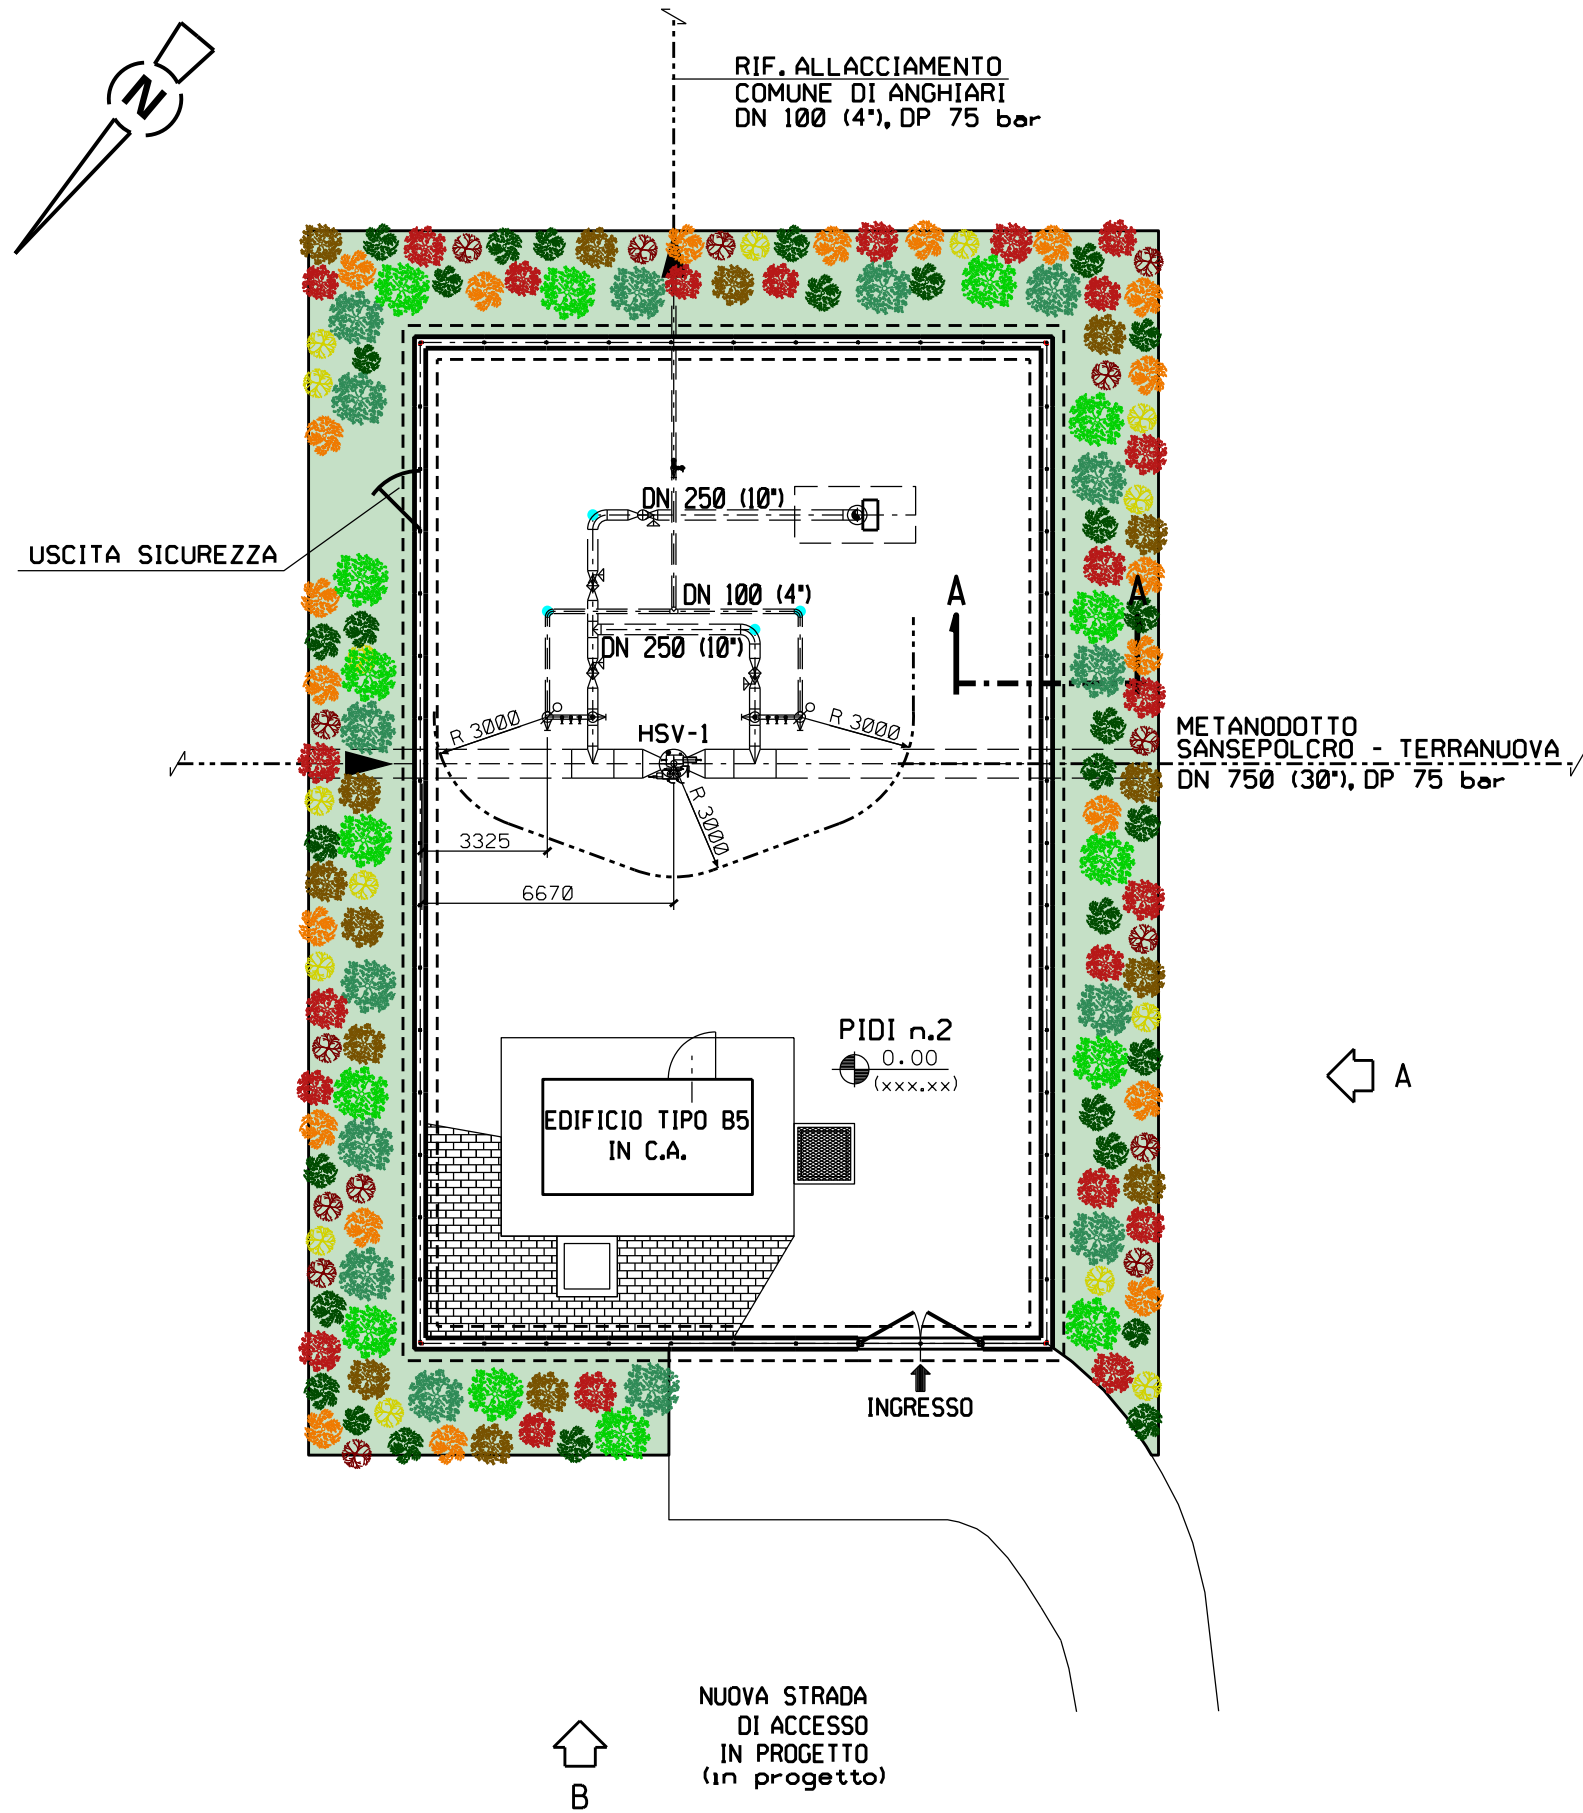 N
RIF. ALLACCIAMENTO
COMUNE DI ANGHIARI
DN 100 (4"), DP 75 bar
DN 250 (10")
USCITA SICUREZZA
DN 100 (4")
A
A
DN 250 (10")
R 3000
HSV-1
R 3000
METANODOTTO
SANSEPOLCRO - TERRANUOVA
DN 750 (30"), DP 75 bar
R 3000
3325
6670
PIDI n.2
0.00
(xxx.xx)
A
EDIFICIO TIPO B5
IN C.A.
INGRESSO
NUOVA STRADA
DI ACCESSO
IN PROGETTO
(in progetto)
B